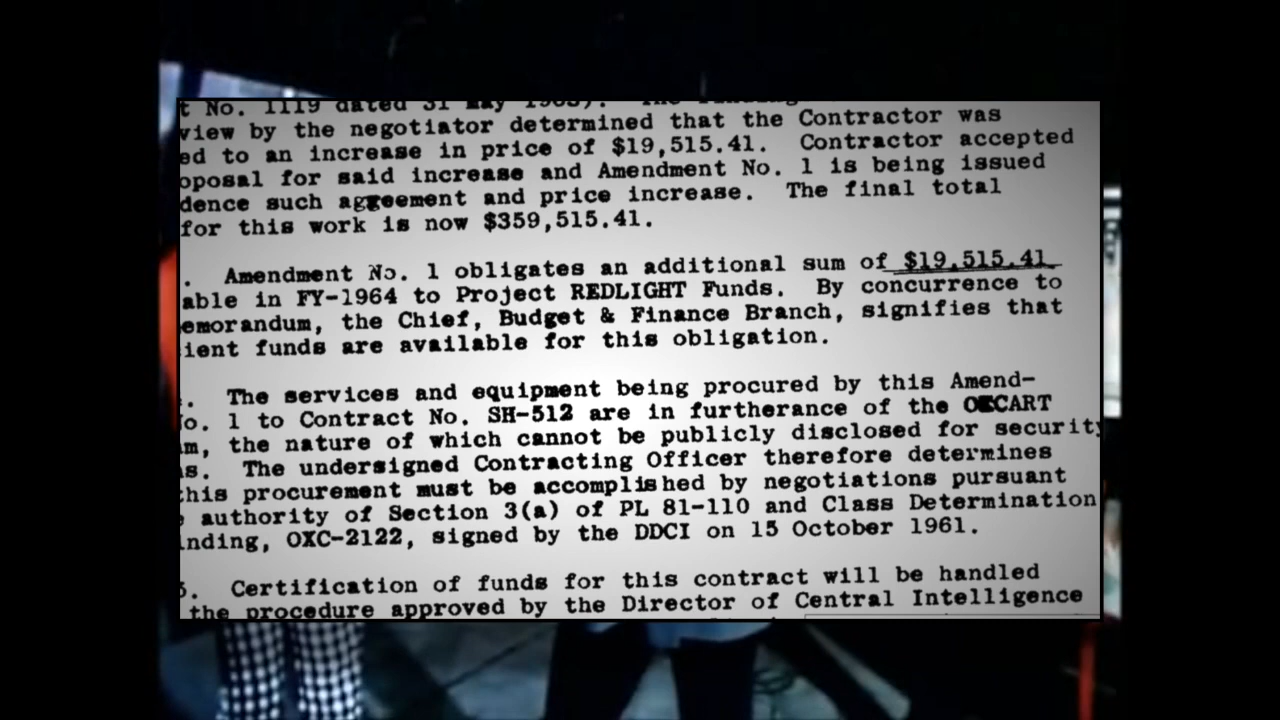 t No. 1119 dated 31 May
view by the negotiator determined that the Contractor was
ed to an increase in price of $19,515.41. Contractor accepted
oposal for said increase and Amendment No. 1 is being issued
dence such agreement and price increase. The final total
for this work is now $359,515.41.
. Amendment No. 1 obligates an additional sum of $19,515.41
able in FY-1964 to Project REDLIGHT Funds. By concurrence to
emorandum, the Chief, Budget & Finance Branch, signifies that
ient funds are available for this obligation.
. The services and equipment being procured by this Amend-
o. 1 to Contract No. SH-512 are in furtherance of the OXCART
m, the nature of which cannot be publicly disclosed for security
s. The undersigned Contracting Officer therefore determines
his procurement must be accomplished by negotiations pursuant
authority of Section 3(a) of PL 81-110 and Class Determination
nding, OXC-2122, signed by the DDCI on 15 October 1961.
. Certification of funds for this contract will be handled
the procedure approved by the Director of Central Intelligence